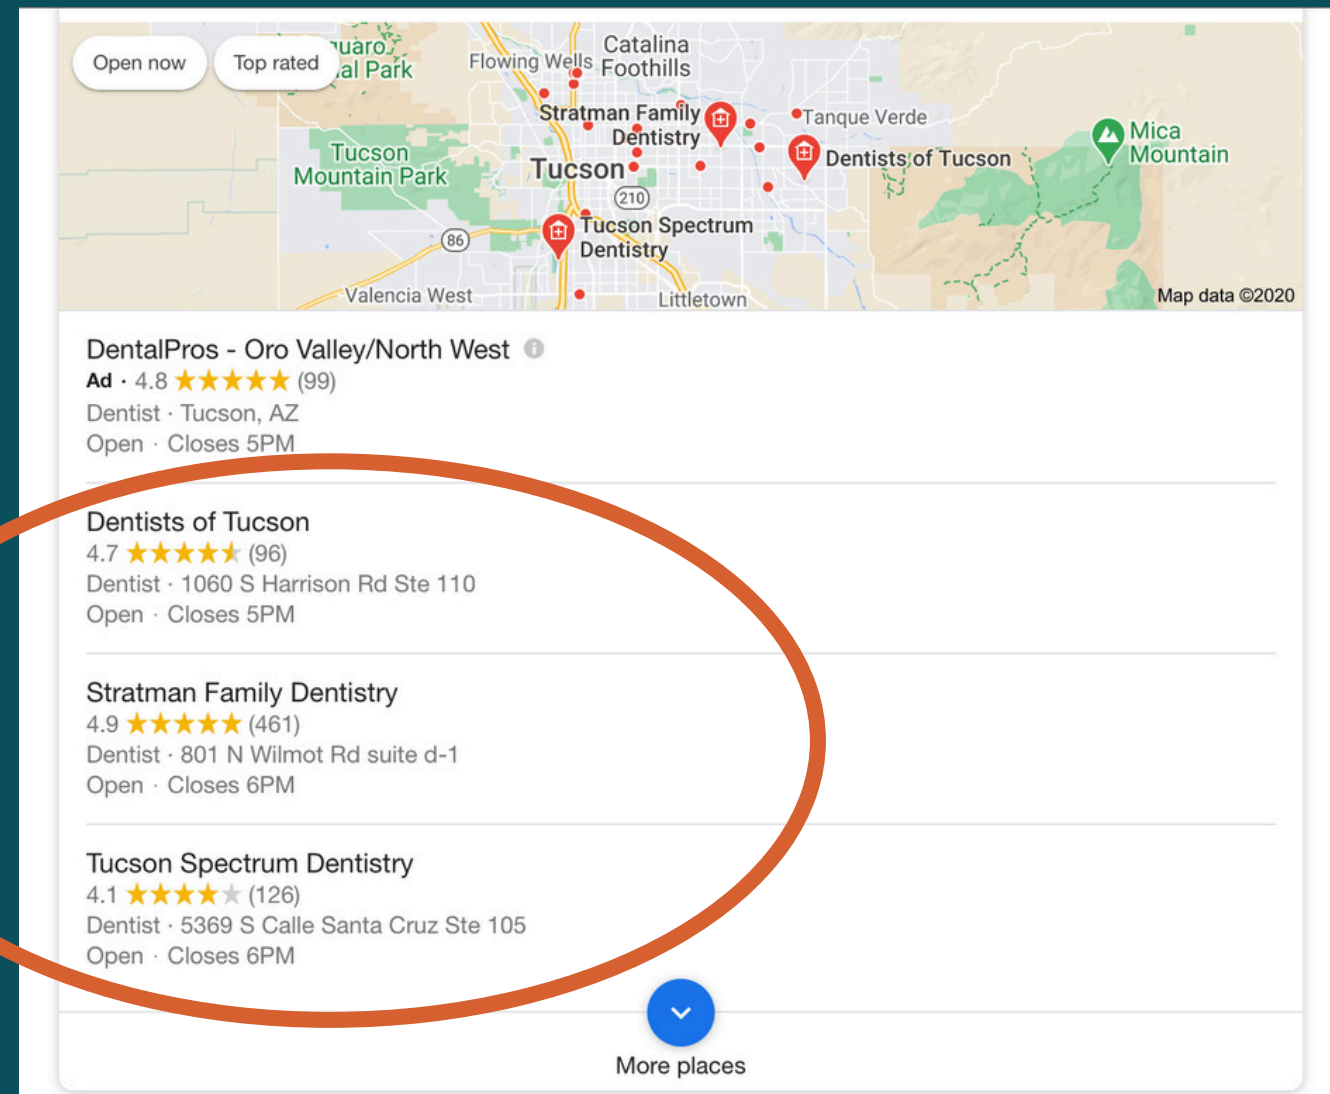 Open now
Top rated
uaro
al Park
Flowing Wells
Catalina
Foothills
Stratman Family
Dentistry
Tanque Verde
Mica
Mountain
Tucson
Mountain Park
Tucson
Dentists of Tucson
210
86
Tucson Spectrum
Dentistry
Valencia West
Littletown
Map data ©2020
DentalPros - Oro Valley/North West
Ad · 4.8 (99)
Dentist · Tucson, AZ
Open · Closes 5PM
Dentists of Tucson
4.7 (96)
Dentist · 1060 S Harrison Rd Ste 110
Open · Closes 5PM
Stratman Family Dentistry
4.9 (461)
Dentist · 801 N Wilmot Rd suite d-1
Open · Closes 6PM
Tucson Spectrum Dentistry
4.1 (126)
Dentist · 5369 S Calle Santa Cruz Ste 105
Open · Closes 6PM
More places